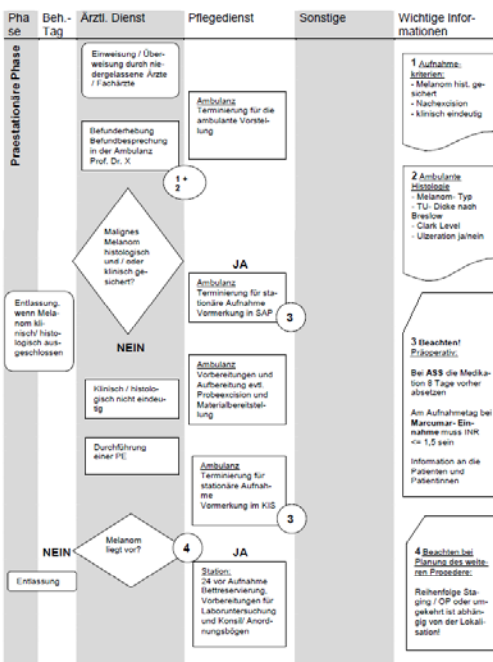 Pha
se
Beh.-
Tag
Ärztl. Dienst
Pflegedienst
Sonstige
Wichtige Infor-
mationen
Praestationäre Phase
Einweisung / Über-
weisung durch nie-
dergelassene Ärzte
/ Fachärzte
Ambulanz
Terminierung für die
ambulante Vorstel-
lung
Befunderhebung
Befundbesprechung
in der Ambulanz
Prof. Dr. X
1 +
2
Malignes
Melanom
histologisch
und / oder
klinisch ge-
sichert?
JA
Ambulanz
Terminierung für sta-
tionäre Aufnahme
Vormerkung in SAP
3
Entlassung,
wenn Mela-
nom kli-
nisch/ histo-
logisch aus-
geschlossen
NEIN
Klinisch / histolo-
gisch nicht eindeu-
tig
Ambulanz
Vorbereitungen und
Aufbereitung evtl.
Probeexcision und
Materialbereitstel-
lung
Durchführung
einer PE
Ambulanz
Terminierung für
stationäre Aufnah-
me
Vormerkung im KIS
3
Melanom
liegt vor?
4
NEIN
JA
Entlassung
Station:
24 vor Aufnahme
Bettreservierung,
Vorbereitungen für
Laboruntersuchung
und Konsil/ Anord-
nungsbögen
1 Aufnahme-
kriterien:
- Melanom hist. ge-
sichert
- Nachexcision
- klinisch eindeutig
2 Ambulante
Histologie
- Melanom- Typ
- TU- Dicke nach
Breslow
- Clark Level
- Ulzeration ja/nein
3 Beachten!
Präoperativ:
Bei ASS die Medika-
tion 8 Tage vorher
absetzen
Am Aufnahmetag bei
Marcumar- Ein-
nahme muss INR
<= 1,5 sein
Information an die
Patienten und
Patientinnen
4 Beachten bei
Planung des weite-
ren Procedere:
Reihenfolge Sta-
ging / OP oder um-
gekehrt ist abhän-
gig von der Lokali-
sation!